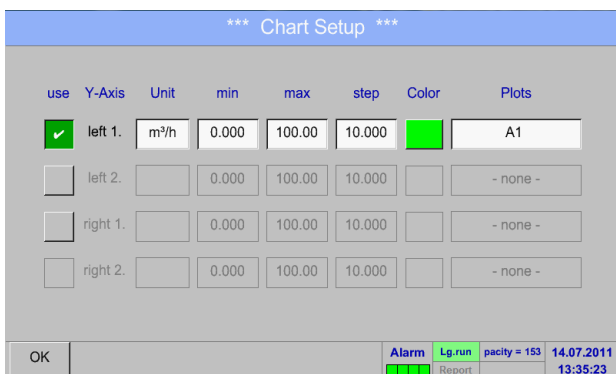 *** Chart Setup ***
use Y-Axis Unit min max step Color Plots
left 1. m³/h 0.000 100.00 10.000 A1
left 2. 0.000 100.00 10.000 - none -
right 1. 0.000 100.00 10.000 - none -
right 2. 0.000 100.00 10.000 - none -
OK Alarm Lg.run pacity = 153 14.07.2011
Report 13:35:23